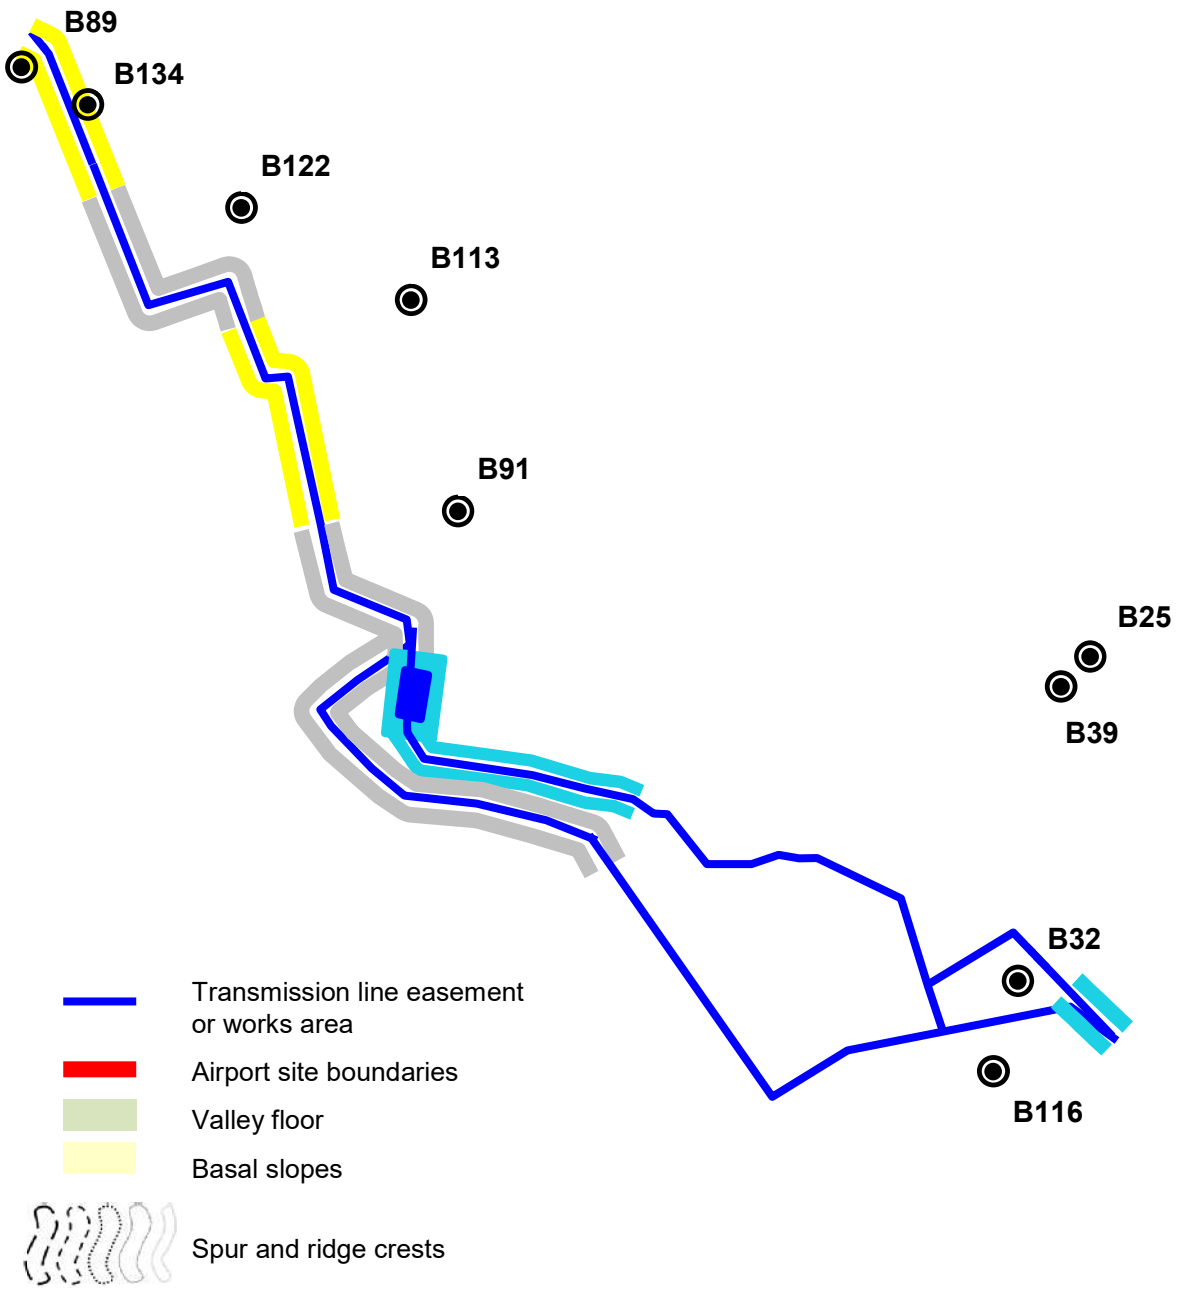 B89
B134
B122
B113
B91
B25
B39
B32
B116
Transmission line easement
or works area
Airport site boundaries
Valley floor
Basal slopes
Spur and ridge crests